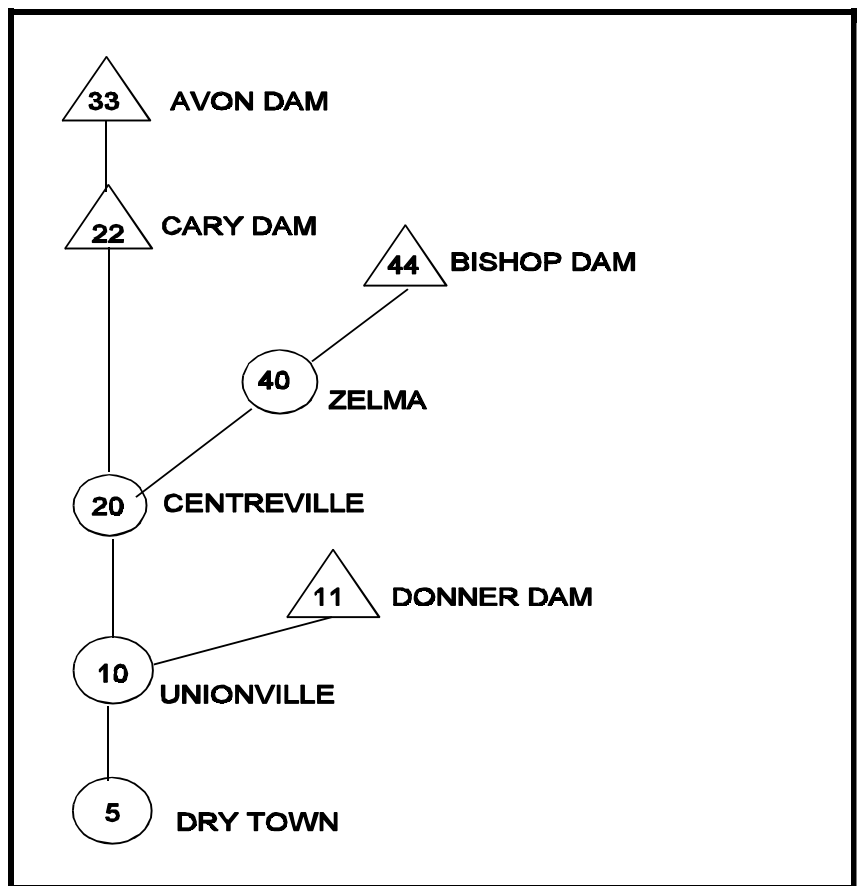 33 AVON DAM
22 CARY DAM
44 BISHOP DAM
40 ZELMA
20 CENTREVILLE
11 DONNER DAM
10 UNIONVILLE
5 DRY TOWN